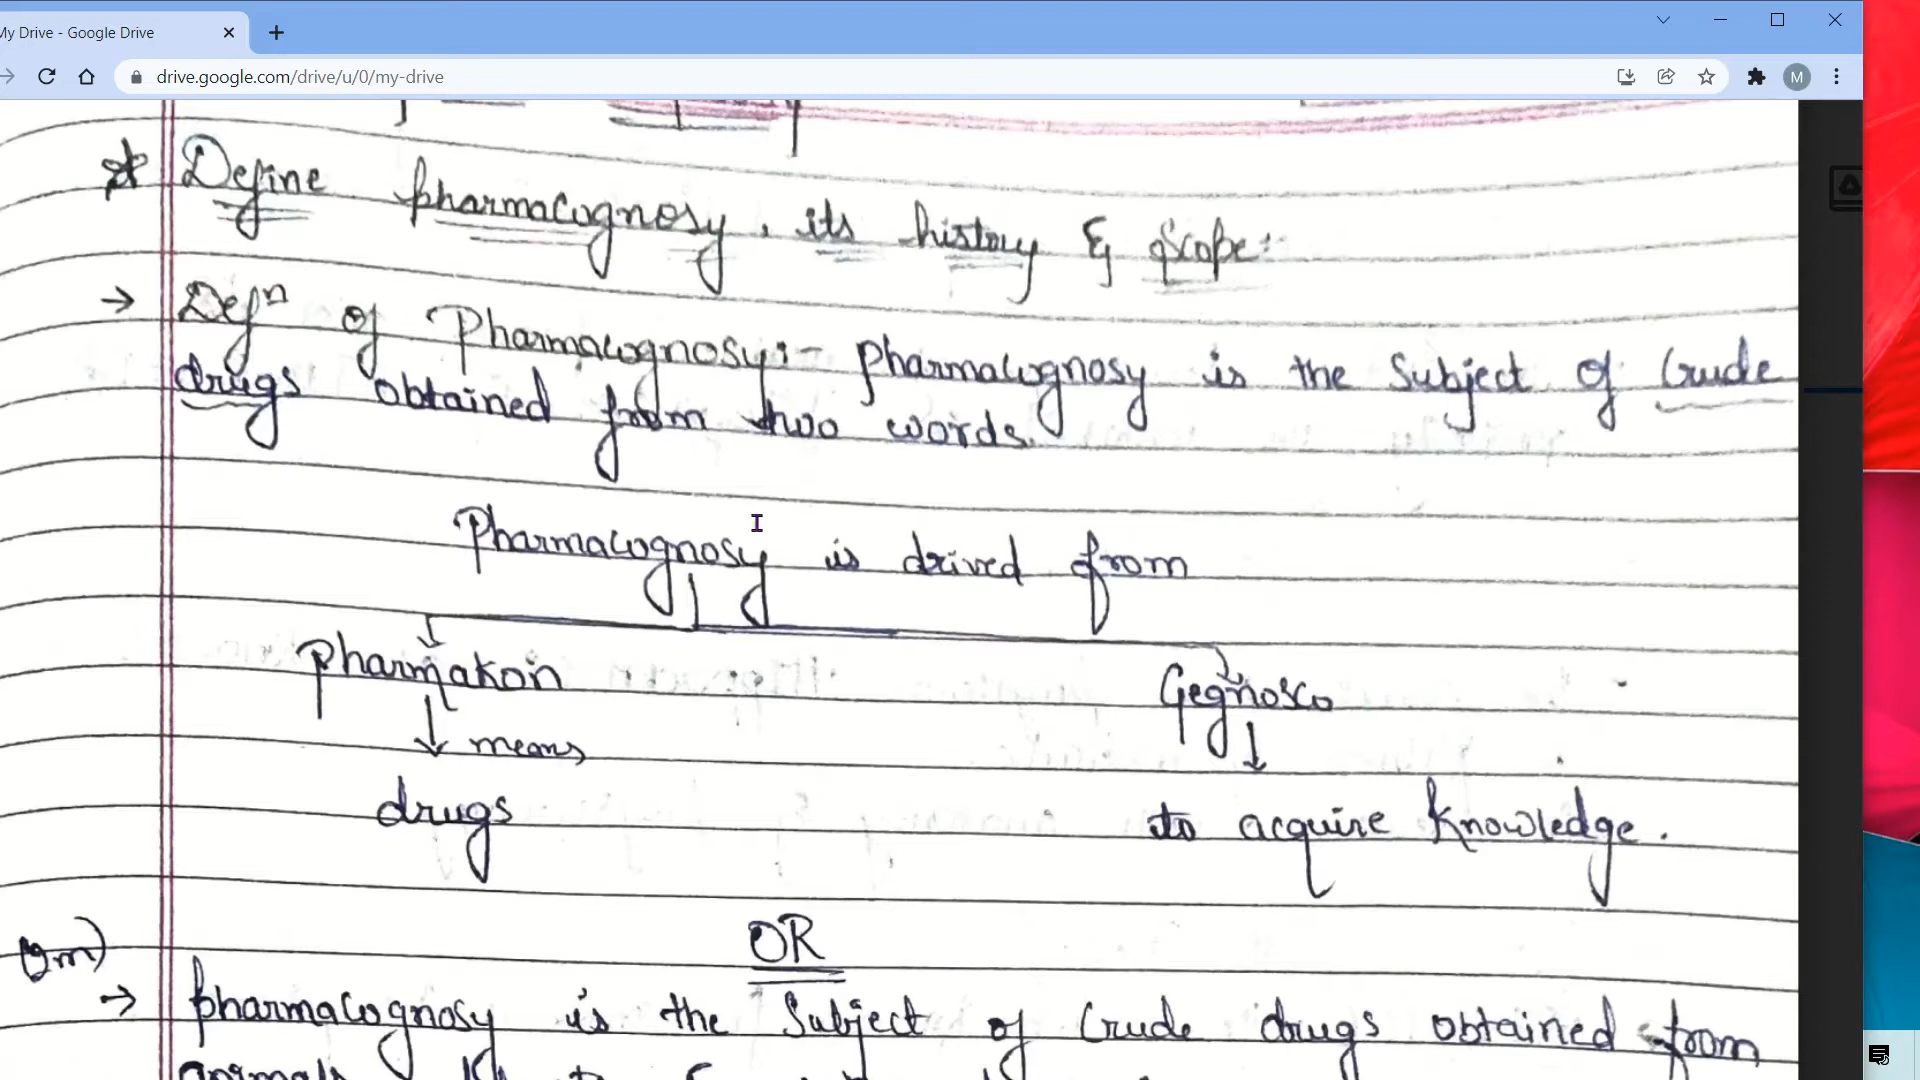 My Drive - Google Drive
drive.google.com/drive/u/0/my-drive
M
Define pharmacognosy, its history & scope:
→ Defn of Pharmacognosy:- pharmacognosy is the subject of Crude
drugs obtained from two words.
Pharmacognosy is drived from
Pharmakon Gegnosco
↓ means ↓
drugs to acquire knowledge.
OR
→ pharmacognosy is the subject of Crude drugs obtained from